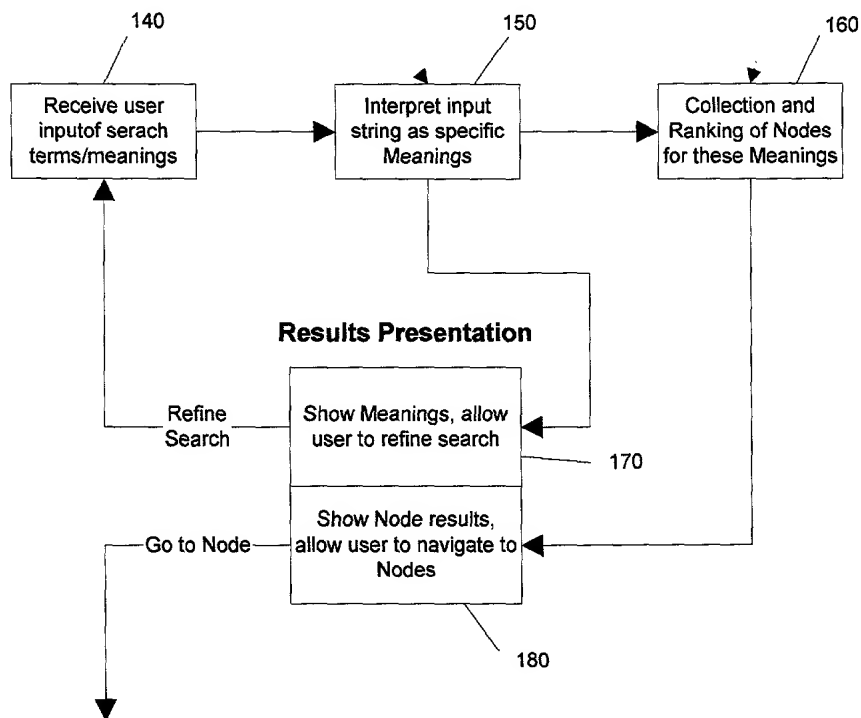 140
150
160
Receive user
inputof serach
terms/meanings
Interpret input
string as specific
Meanings
Collection and
Ranking of Nodes
for these Meanings
Results Presentation
Refine
Search
Show Meanings, allow
user to refine search
170
Go to Node
Show Node results,
allow user to navigate to
Nodes
180